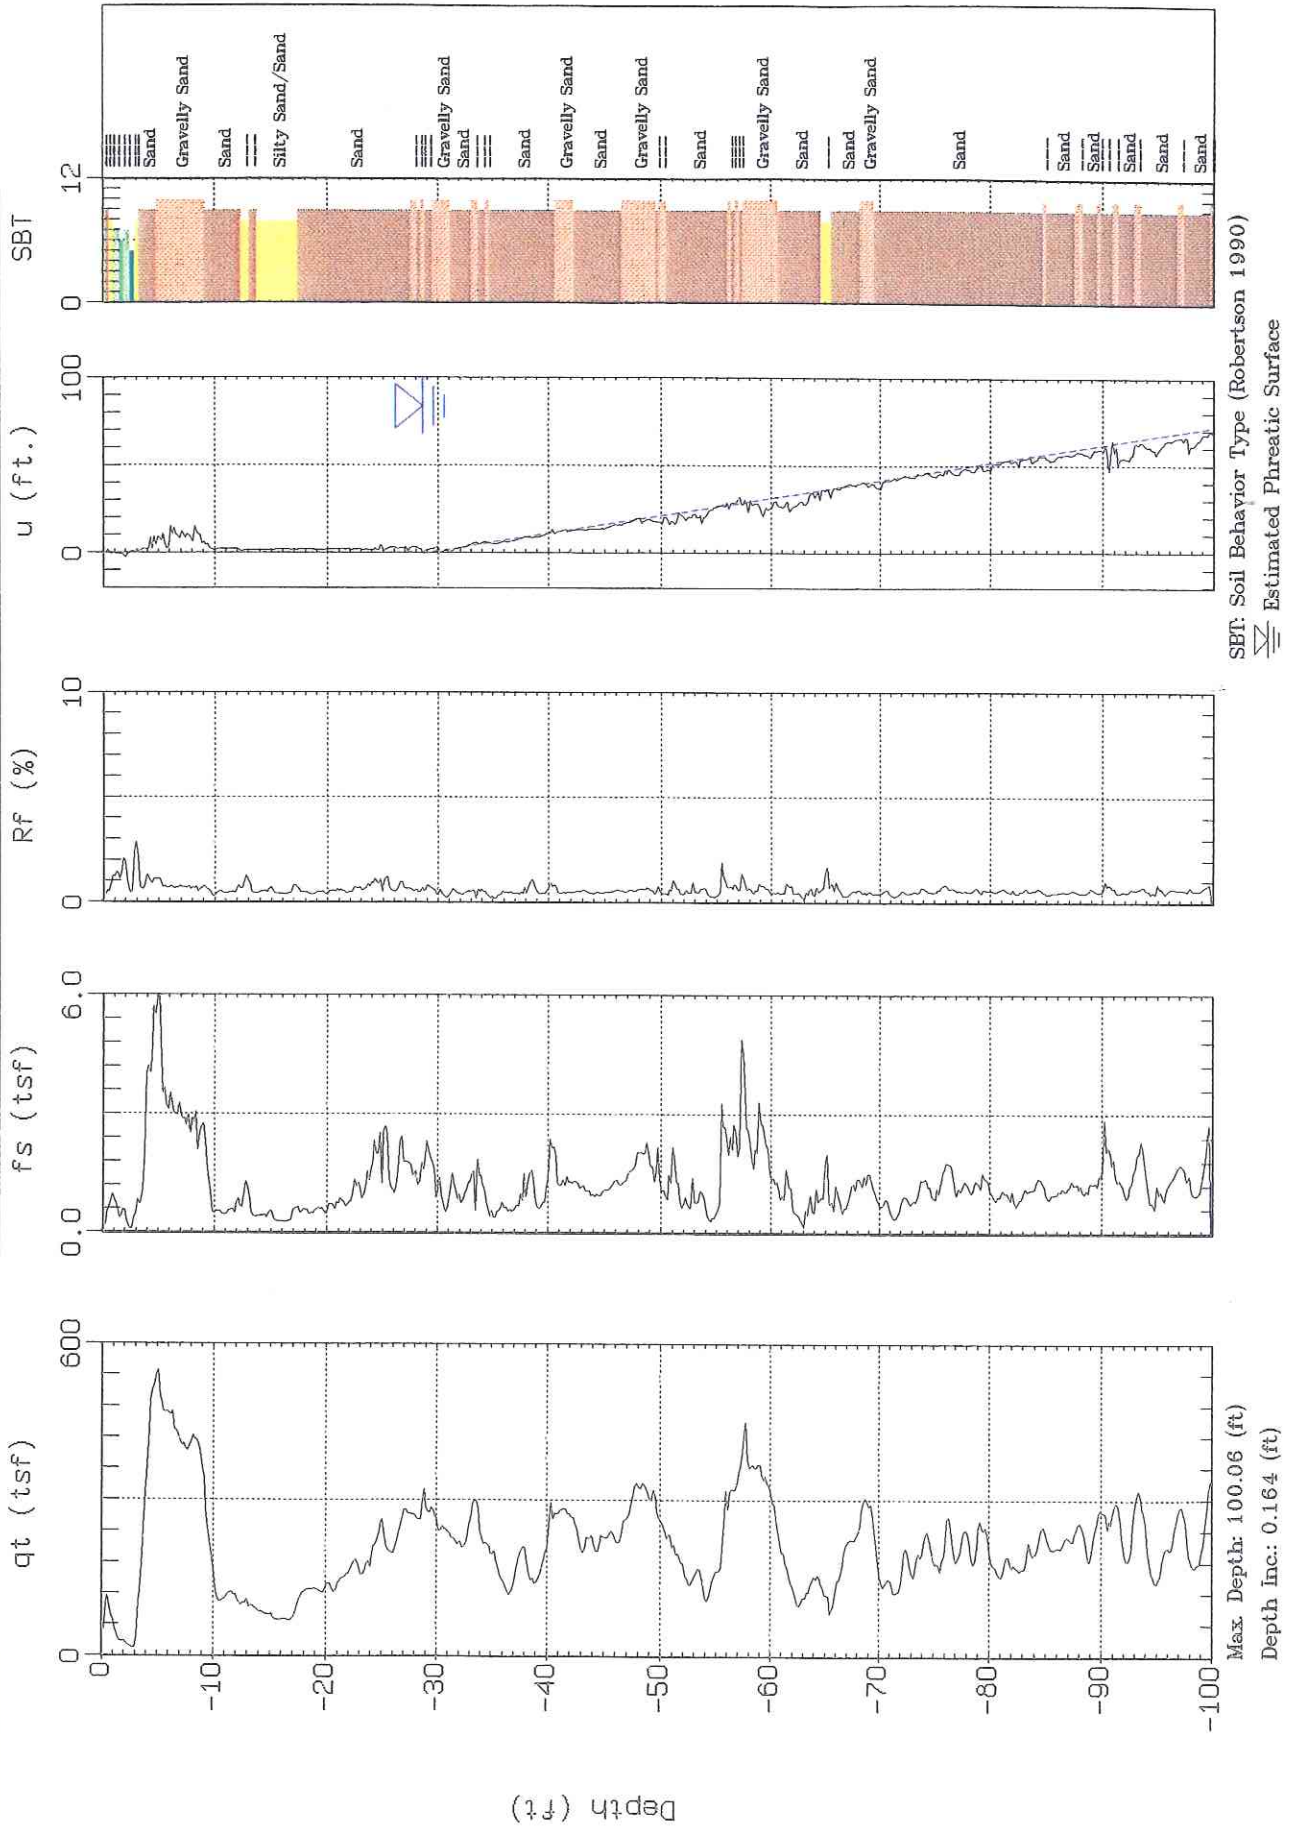 qt (tsf)
0
600
fs (tsf)
0.0
6.0
Rf (%)
0
10
u (ft.)
0
100
SBT
0
12
Depth (ft)
0
-10
-20
-30
-40
-50
-60
-70
-80
-90
-100
Sand
Gravelly Sand
Sand
Silty Sand/Sand
Sand
Gravelly Sand
Sand
Sand
Gravelly Sand
Sand
Gravelly Sand
Sand
Gravelly Sand
Sand
Sand
Gravelly Sand
Sand
Sand
Sand
Sand
Sand
Sand
Max. Depth: 100.06 (ft)
Depth Inc.: 0.164 (ft)
SBT: Soil Behavior Type (Robertson 1990)
Estimated Phreatic Surface